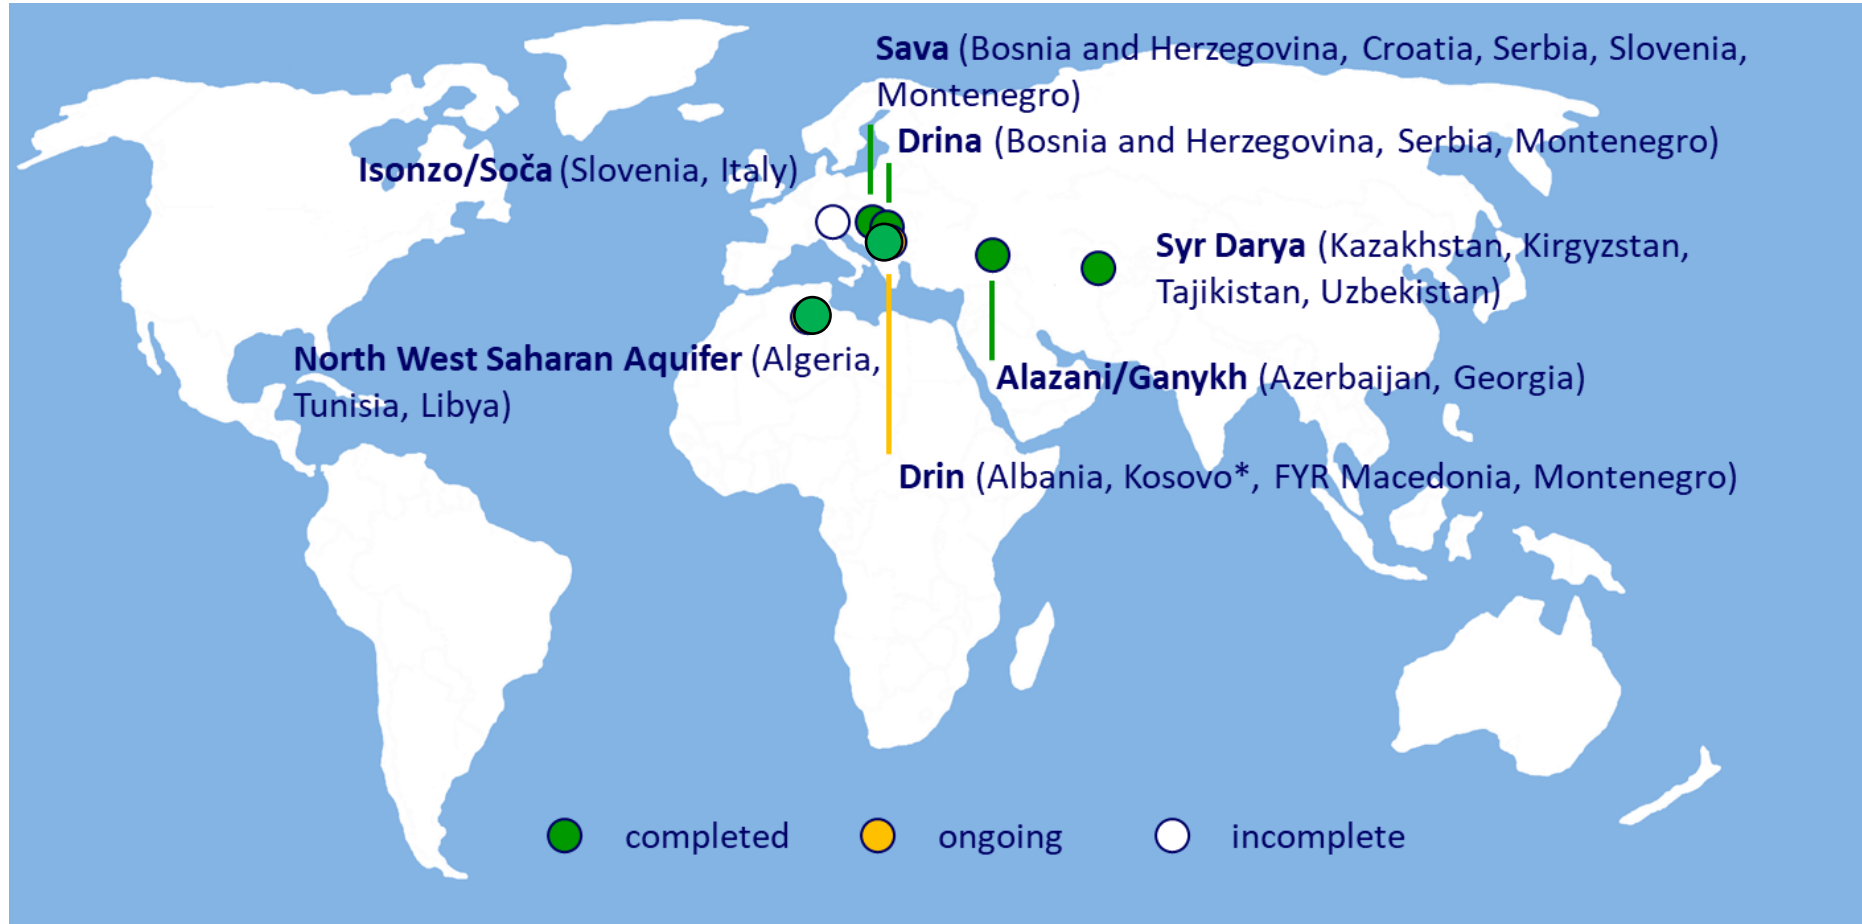 Sava (Bosnia and Herzegovina, Croatia, Serbia, Slovenia,
Montenegro)
Drina (Bosnia and Herzegovina, Serbia, Montenegro)
Isonzo/Soča (Slovenia, Italy)
Syr Darya (Kazakhstan, Kirgyzstan,
Tajikistan, Uzbekistan)
North West Saharan Aquifer (Algeria,
Tunisia, Libya)
Alazani/Ganykh (Azerbaijan, Georgia)
Drin (Albania, Kosovo*, FYR Macedonia, Montenegro)
completed
ongoing
incomplete